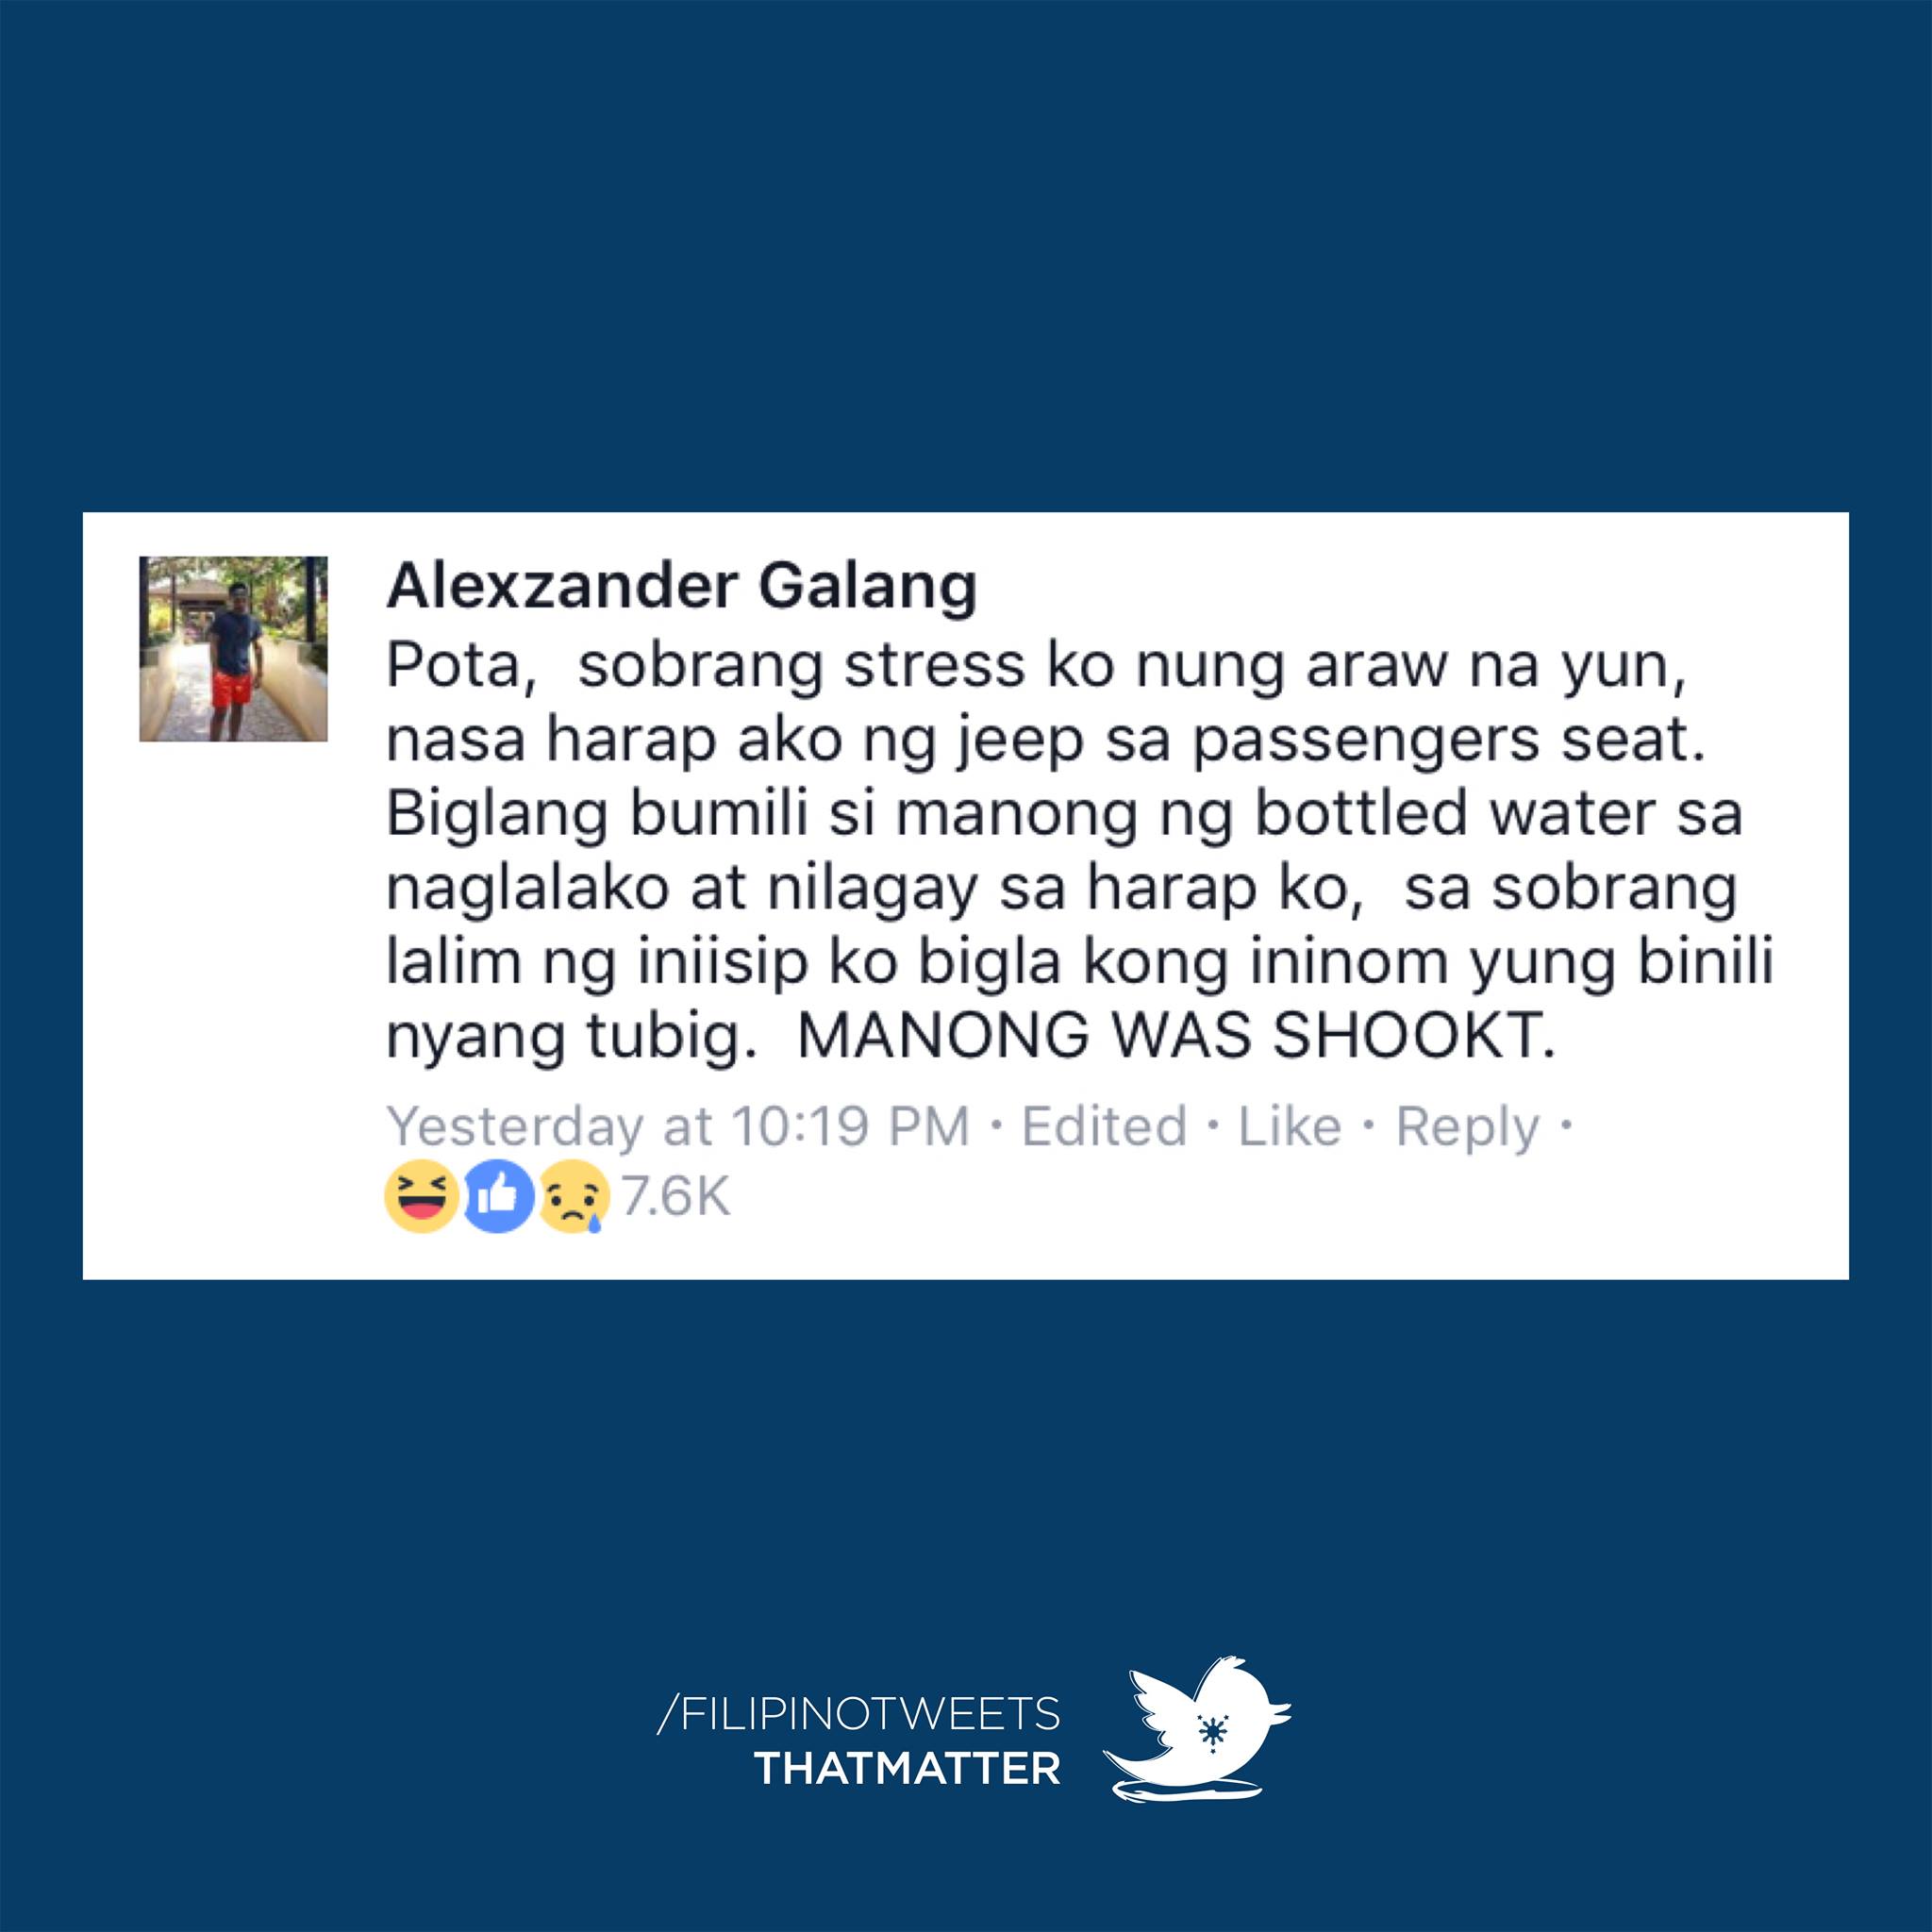 Alexzander Galang
Pota, sobrang stress ko nung araw na yun,
nasa harap ako ng jeep sa passengers seat.
Biglang bumili si manong ng bottled water sa
naglalako at nilagay sa harap ko, sa sobrang
lalim ng iniisip ko bigla kong ininom yung binili
nyang tubig. MANONG WAS SHOOKT.
Yesterday at 10:19 PM · Edited · Like · Reply ·
7.6K
/FILIPINOTWEETS
THATMATTER